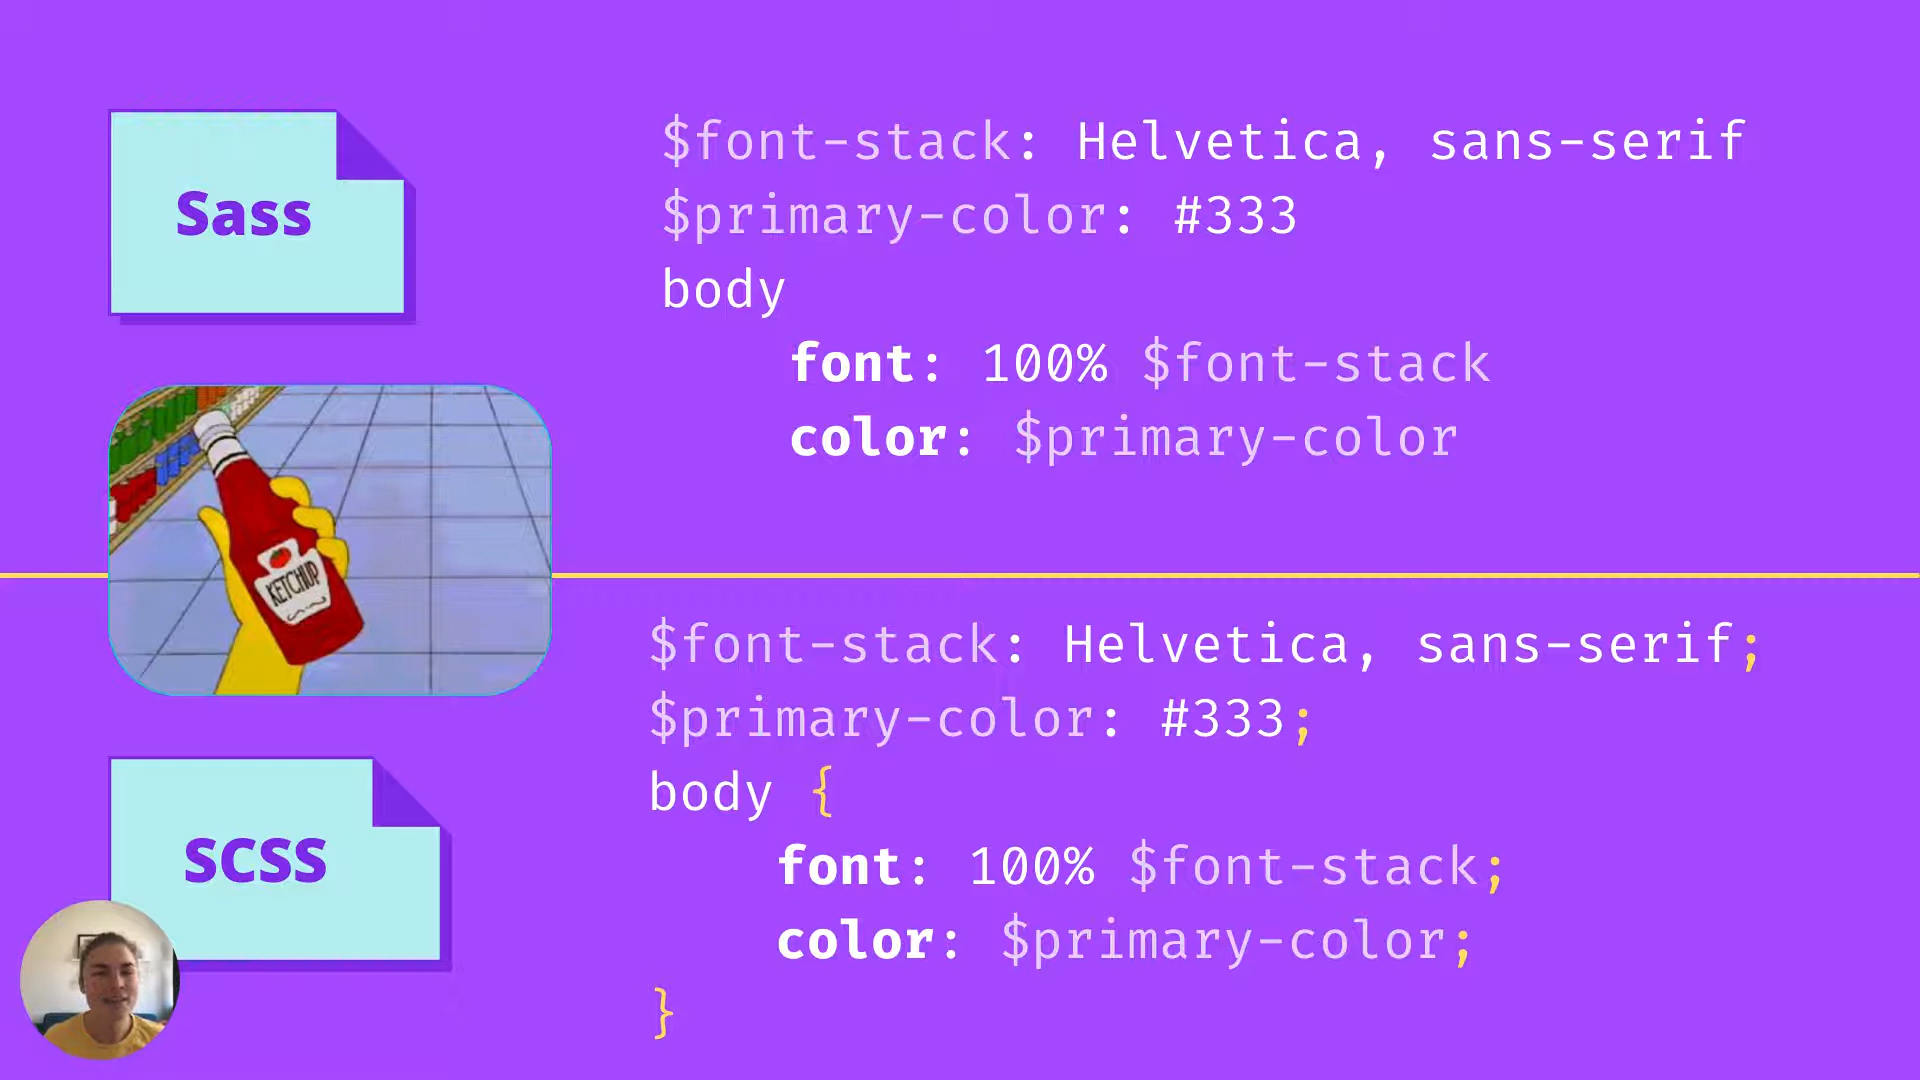 Sass
$font-stack: Helvetica, sans-serif
$primary-color: #333
body
    font: 100% $font-stack
    color: $primary-color
KETCHUP
SCSS
$font-stack: Helvetica, sans-serif;
$primary-color: #333;
body {
    font: 100% $font-stack;
    color: $primary-color;
}